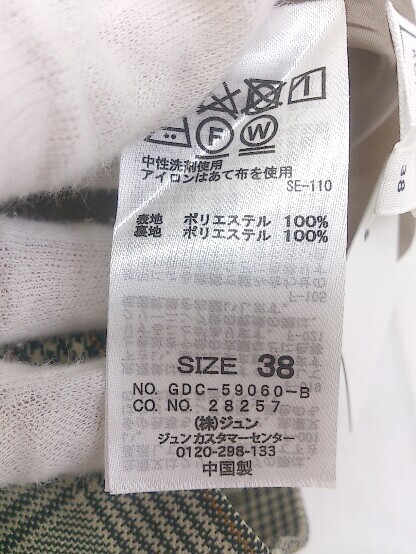 F W
中性洗剤使用
アイロンはあて布を使用
SE-110
表地 ポリエステル 100%
裏地 ポリエステル 100%
SIZE 38
NO. GDC-59060-B
CO. NO. 28257
(株)ジュン
ジュン カスタマーセンター
0120-298-133
中国製
38